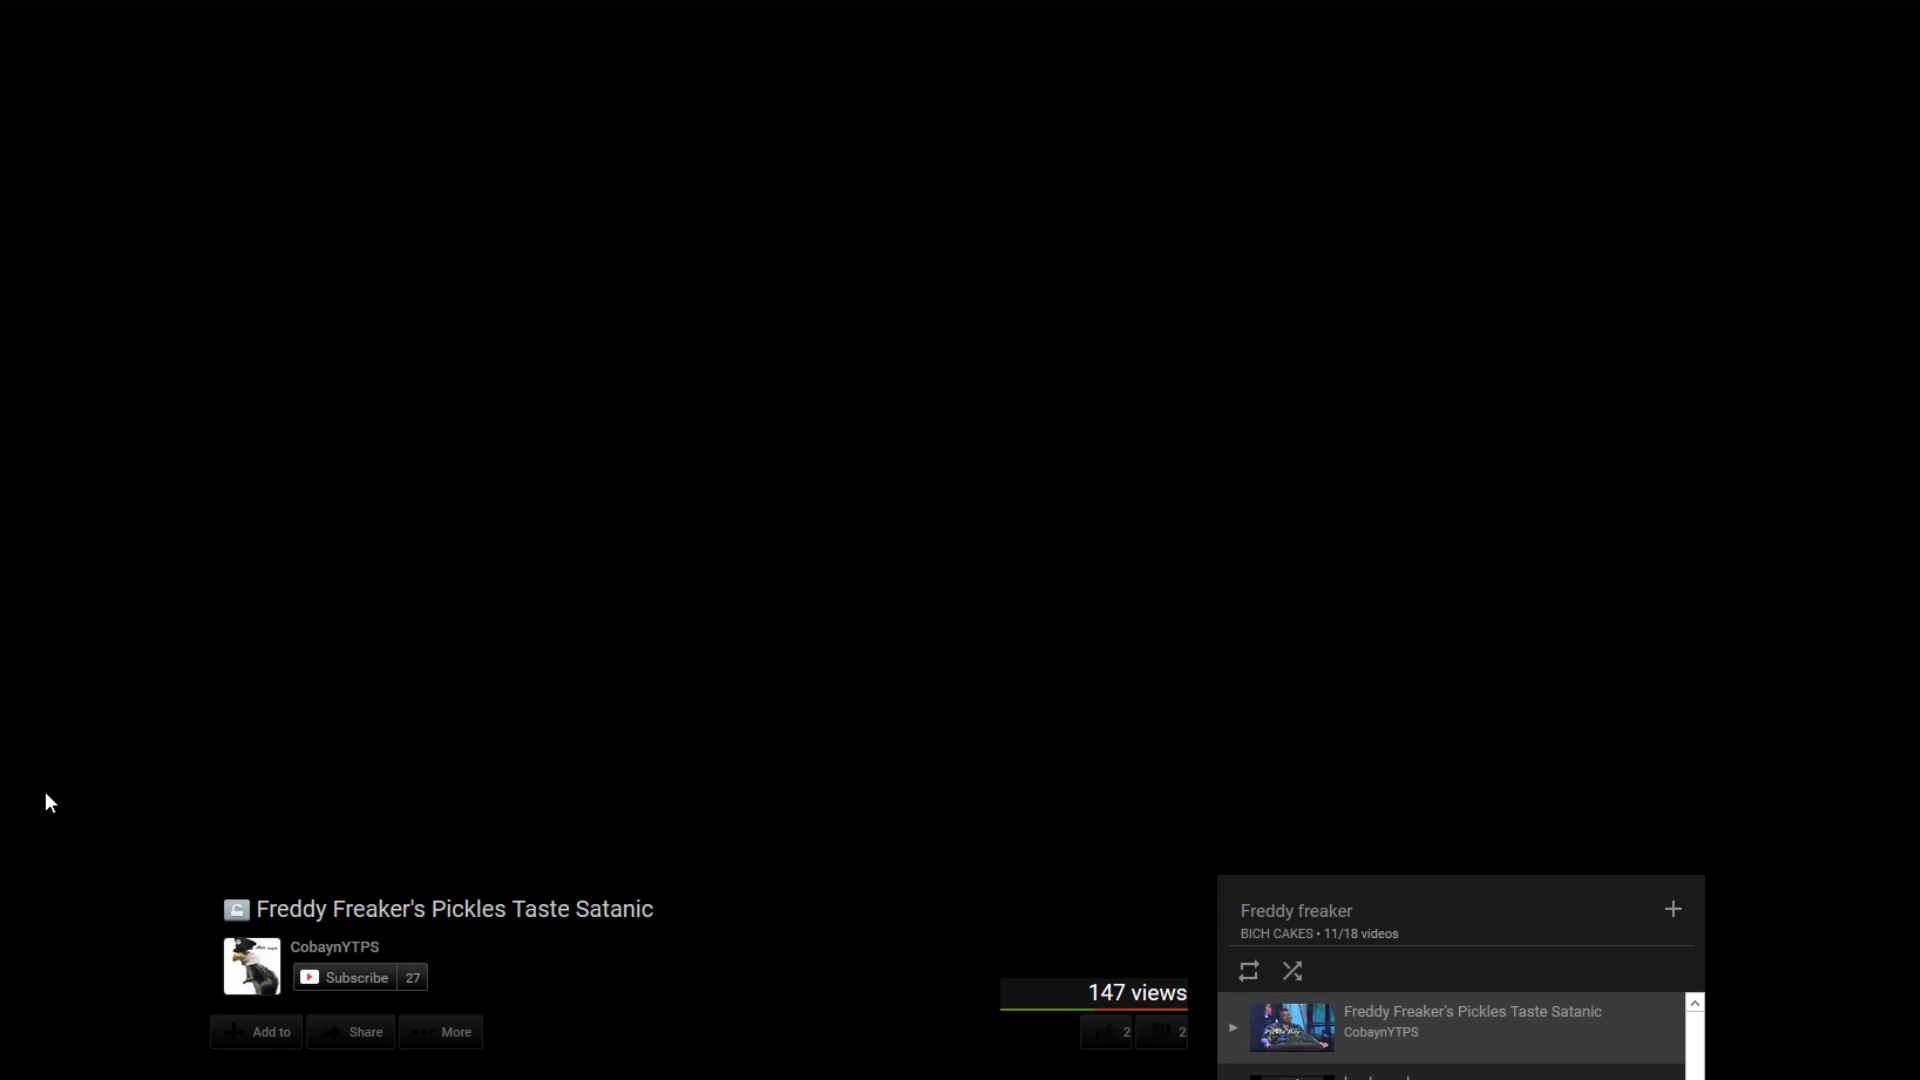 Freddy Freaker's Pickles Taste Satanic
CobaynYTPS
Subscribe 27
Add to
Share
More
147 views
2
2
Freddy freaker
BICH CAKES • 11/18 videos
Freddy Freaker's Pickles Taste Satanic
CobaynYTPS